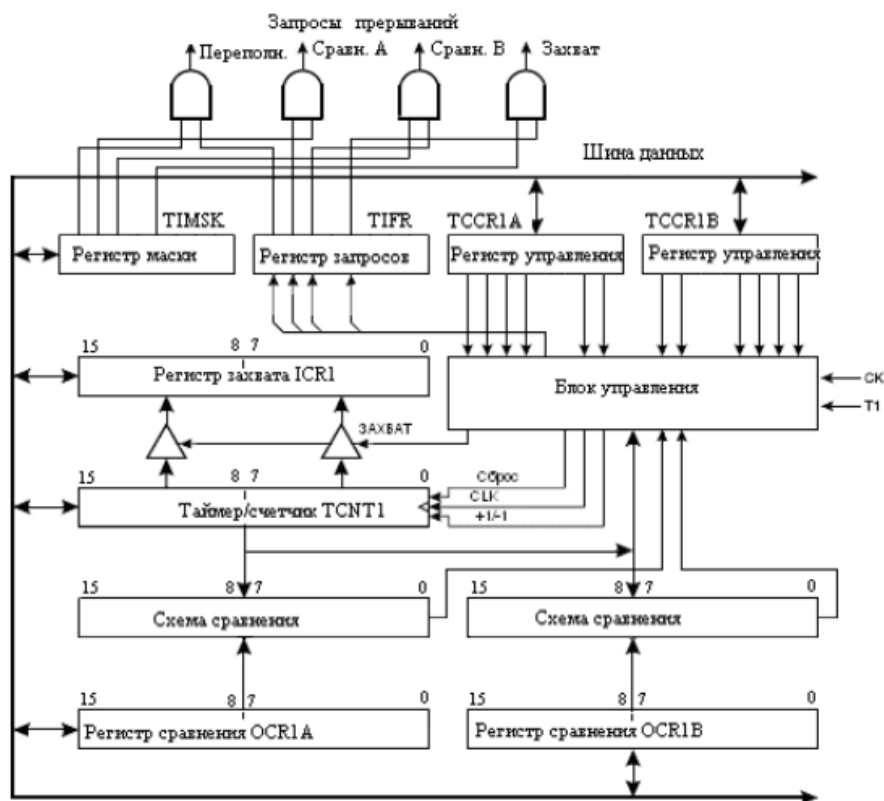 Запросы прерываний
Переполн. Сравн. А Сравн. В Захват
Шина данных
TIMSK TIFR TCCR1A TCCR1B
Регистр маски Регистр запросов Регистр управления Регистр управления
15 8 7 0
Регистр захвата ICR1 Блок управления
CK
T1
ЗАХВАТ
15 8 7 0
Сброс
CLK
+1/-1
Таймер/счетчик TCNT1
15 8 7 0 15 8 7 0
Схема сравнения Схема сравнения
15 8 7 0 15 8 7 0
Регистр сравнения OCR1A Регистр сравнения OCR1B